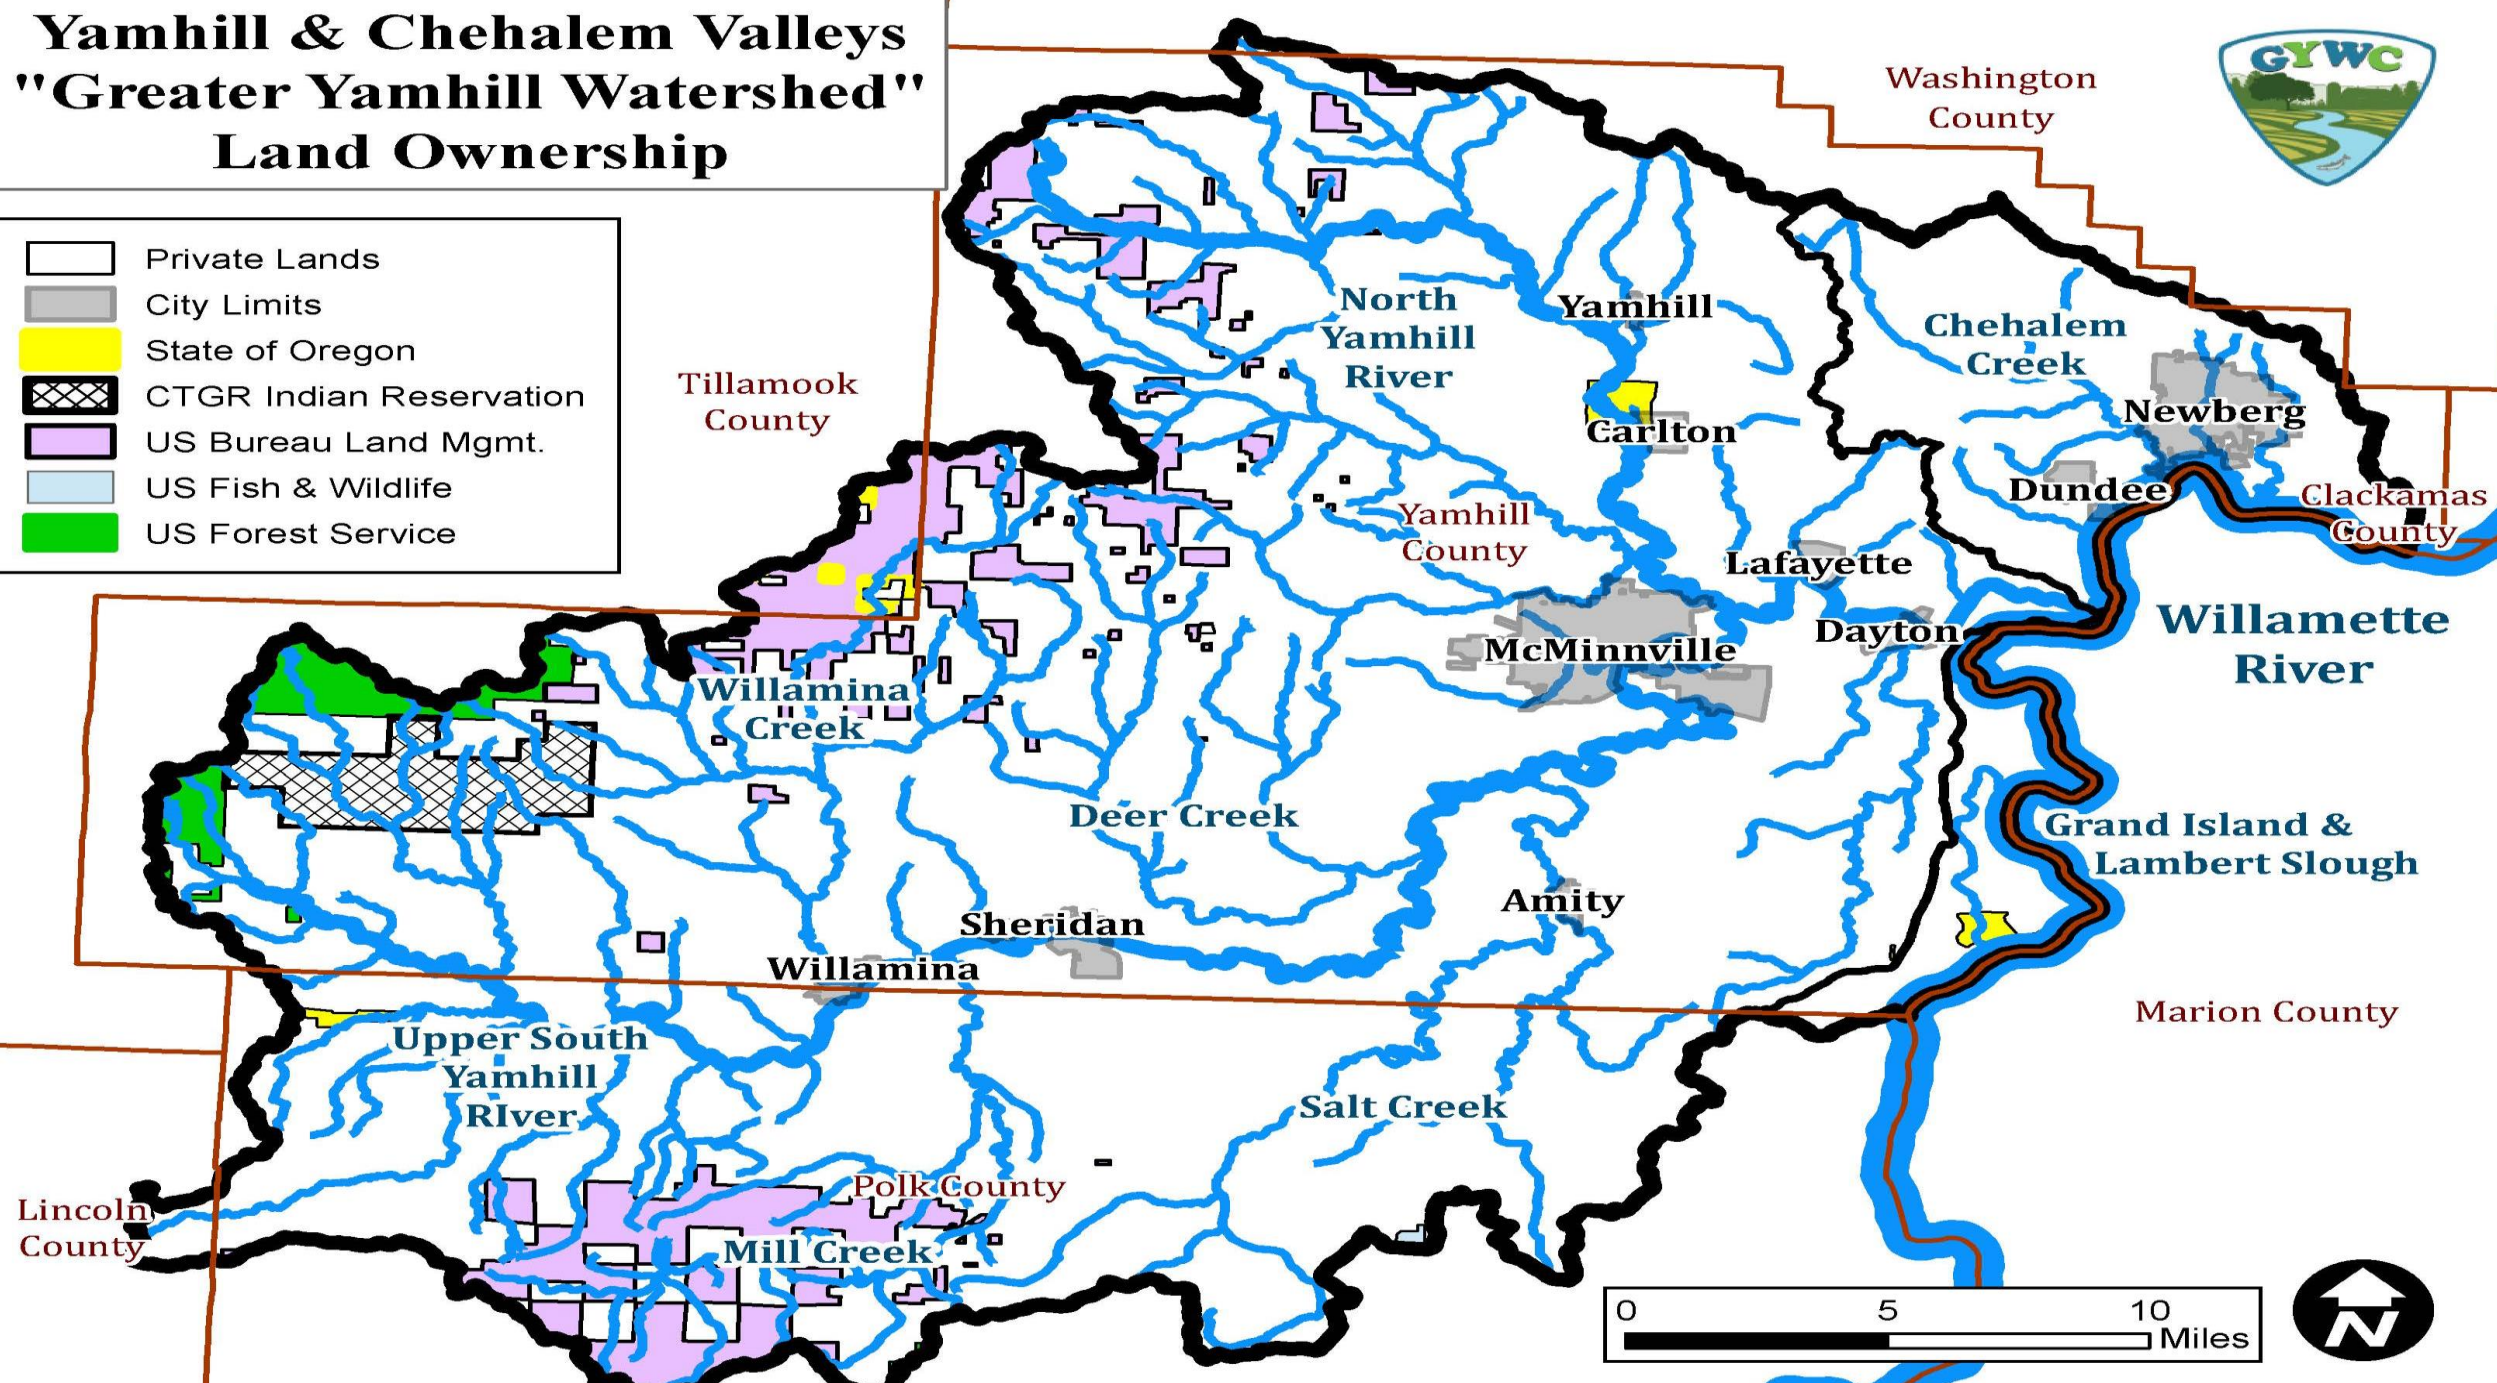 Yamhill & Chehalem Valleys
"Greater Yamhill Watershed"
Land Ownership
GYWC
Private Lands
City Limits
State of Oregon
CTGR Indian Reservation
US Bureau Land Mgmt.
US Fish & Wildlife
US Forest Service
Washington
County
Tillamook
County
North
Yamhill
River
Yamhill
Chehalem
Creek
Newberg
Carlton
Dundee
Clackamas
County
Yamhill
County
Lafayette
Dayton
Willamette
River
McMinnville
Willamina
Creek
Deer Creek
Grand Island &
Lambert Slough
Amity
Sheridan
Willamina
Marion County
Upper South
Yamhill
RIver
Salt Creek
Polk County
Lincoln
County
Mill Creek
0 5 10
Miles
N